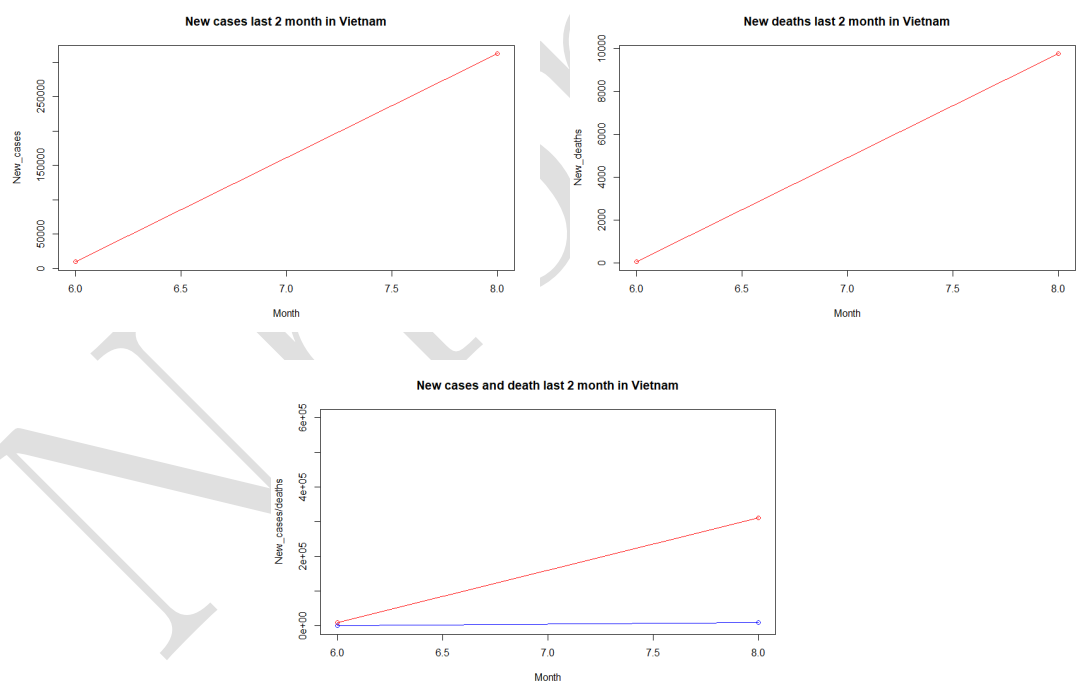 New cases last 2 month in Vietnam
New_cases
250000
150000
50000
0
6.0 6.5 7.0 7.5 8.0
Month
New deaths last 2 month in Vietnam
New_deaths
10000
8000
6000
4000
2000
0
6.0 6.5 7.0 7.5 8.0
Month
New cases and death last 2 month in Vietnam
New_cases/deaths
6e+05
4e+05
2e+05
0e+00
6.0 6.5 7.0 7.5 8.0
Month